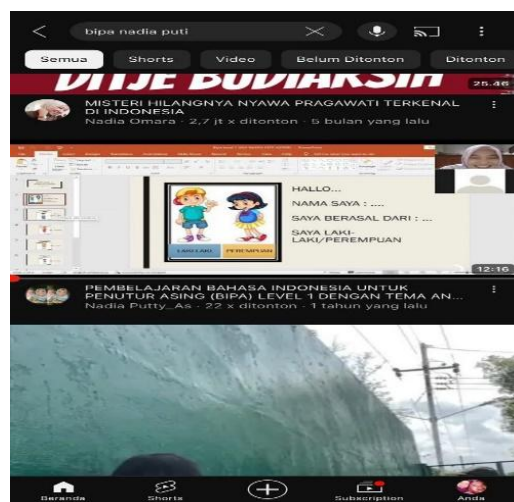 bipa nadia puti
Semua
Shorts
Video
Belum Ditonton
Ditonton
DITJE BUDIAKSIH
25.46
MISTERI HILANGNYA NYAWA PRAGAWATI TERKENAL
DI INDONESIA
Nadia Omara · 2,7 jt x ditonton · 5 bulan yang lalu
HALLO...
NAMA SAYA : ....
SAYA BERASAL DARI : ...
SAYA LAKI-
LAKI/PEREMPUAN
LAKI LAKI
PEREMPUAN
12:16
PEMBELAJARAN BAHASA INDONESIA UNTUK
PENUTUR ASING (BIPA) LEVEL 1 DENGAN TEMA AN...
Nadia Putty_As · 22 x ditonton · 1 tahun yang lalu
Beranda
Shorts
Subscription
Anda